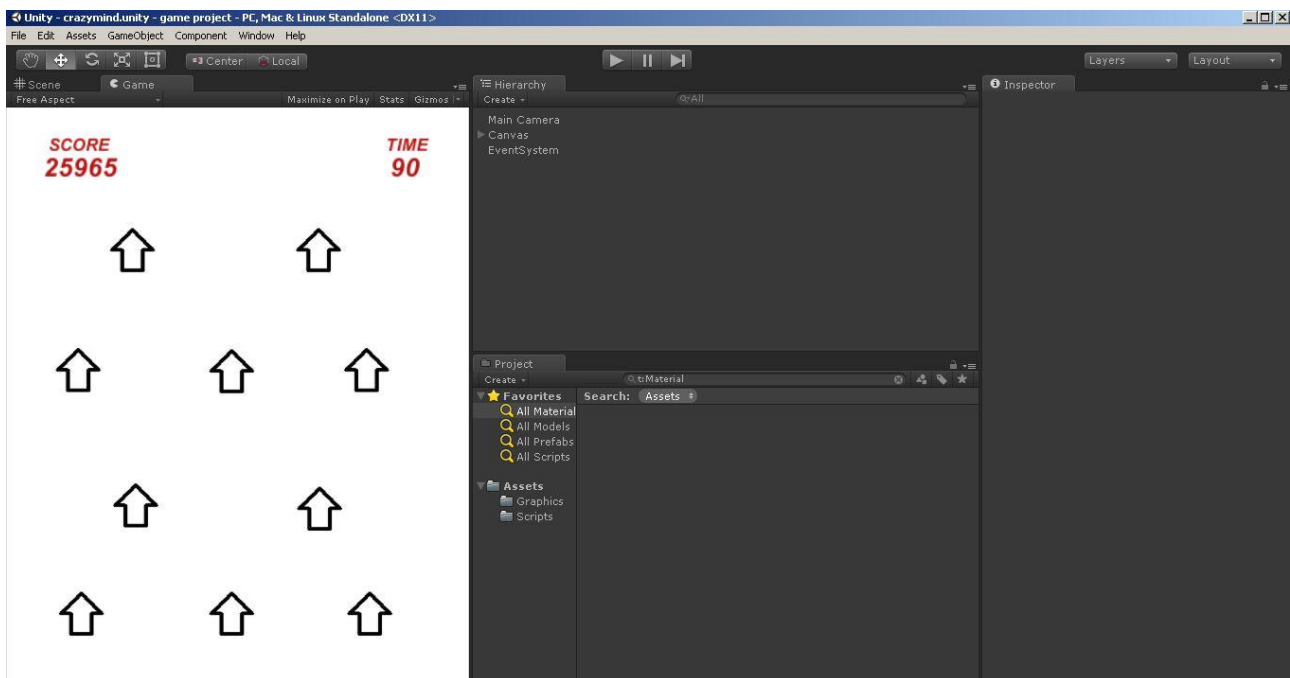 Unity - crazymind.unity - game project - PC, Mac & Linux Standalone <DX11>
File Edit Assets GameObject Component Window Help
Center Local Layers Layout
Scene Game
Free Aspect Maximize on Play Stats Gizmos
SCORE TIME
25965 90
Hierarchy
Create All
Main Camera
Canvas
EventSystem
Project
Create t:Material
Favorites Search: Assets
All Material
All Models
All Prefabs
All Scripts
Assets
Graphics
Scripts
Inspector